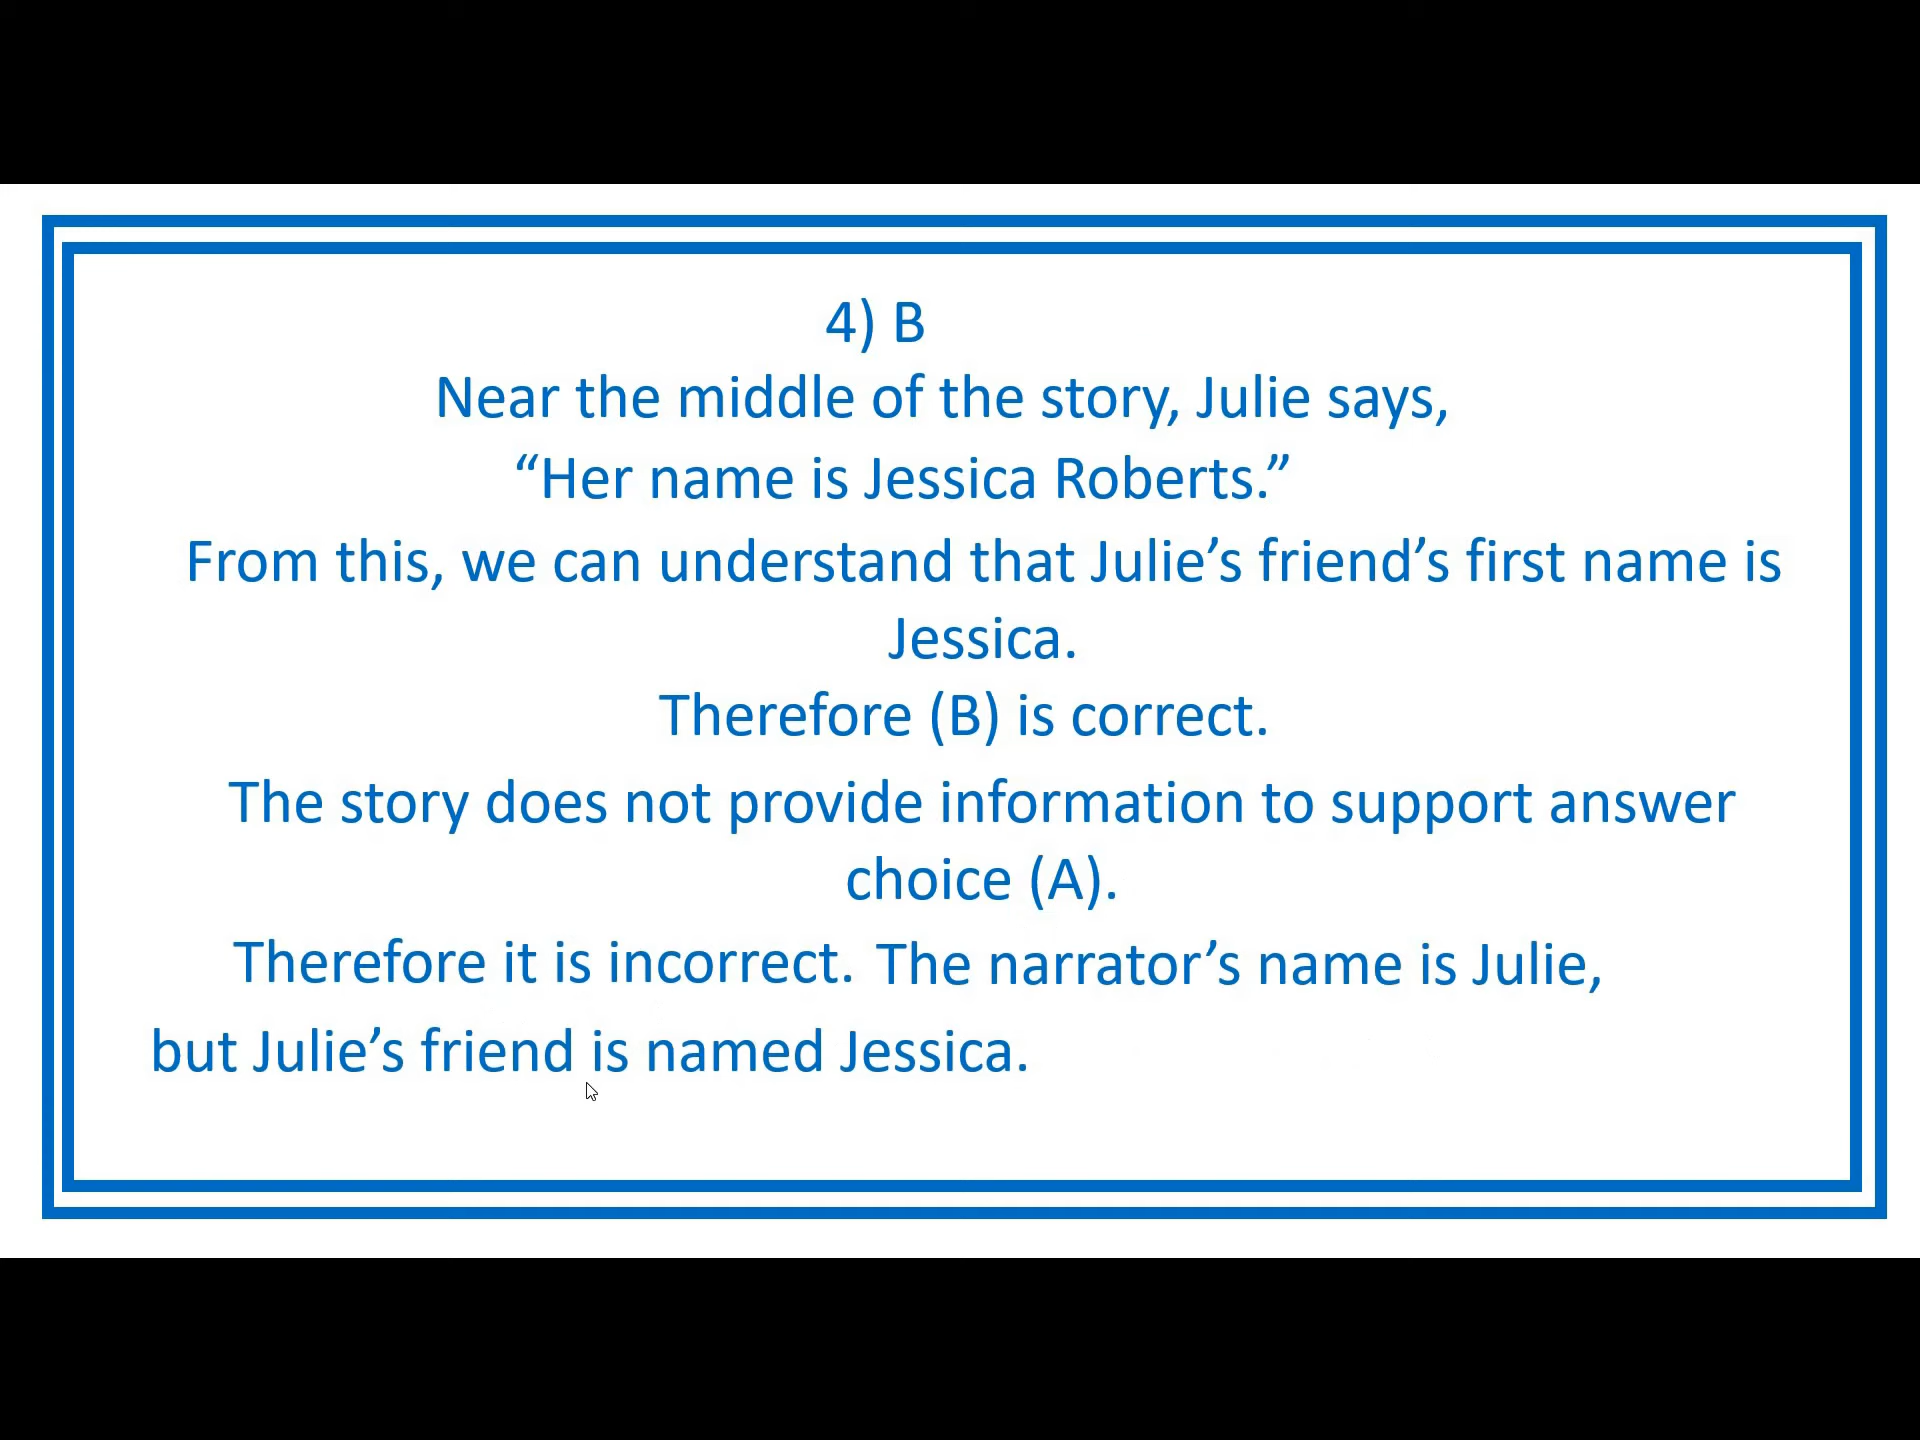 4) B
Near the middle of the story, Julie says,
“Her name is Jessica Roberts.”
From this, we can understand that Julie’s friend’s first name is
Jessica.
Therefore (B) is correct.
The story does not provide information to support answer
choice (A).
Therefore it is incorrect. The narrator’s name is Julie,
but Julie’s friend is named Jessica.